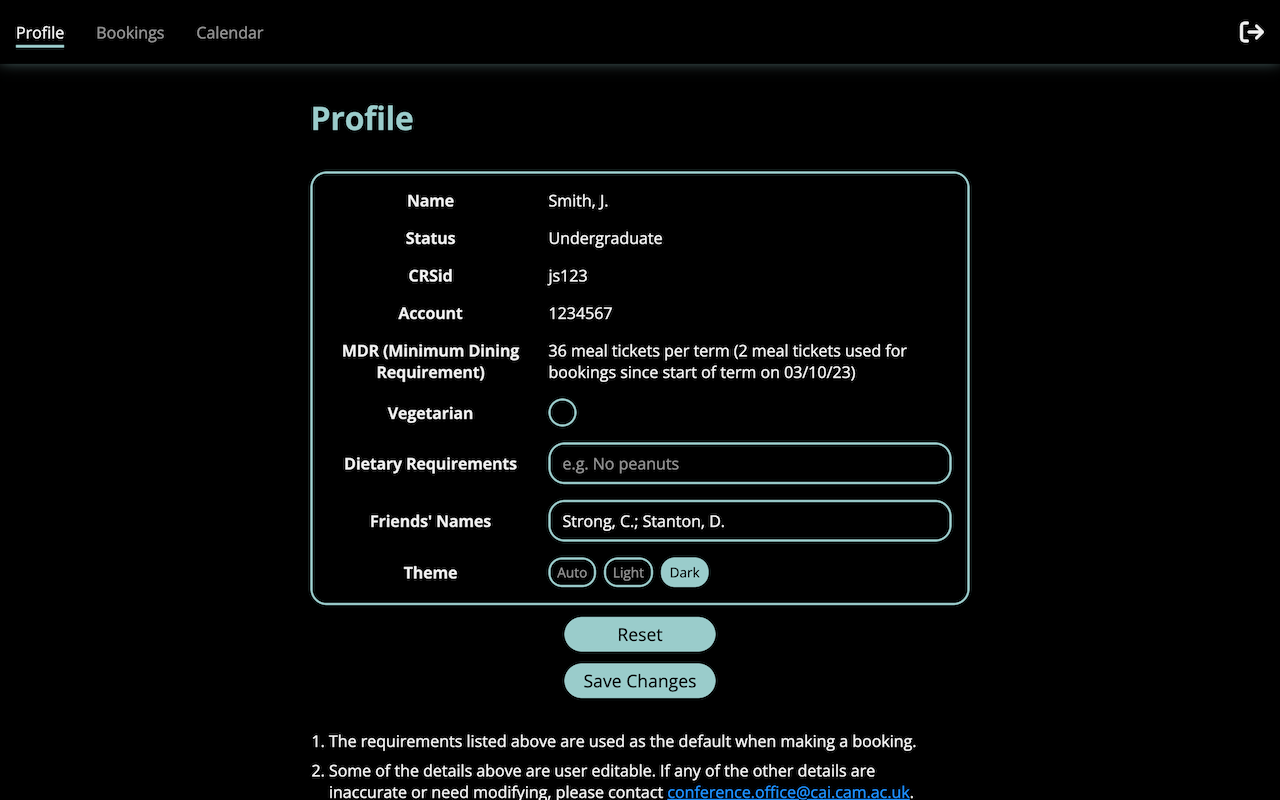 Profile Bookings Calendar
Profile
Name Smith, J.
Status Undergraduate
CRSid js123
Account 1234567
MDR (Minimum Dining Requirement) 36 meal tickets per term (2 meal tickets used for
bookings since start of term on 03/10/23)
Vegetarian
Dietary Requirements e.g. No peanuts
Friends' Names Strong, C.; Stanton, D.
Theme Auto Light Dark
Reset
Save Changes
1. The requirements listed above are used as the default when making a booking.
2. Some of the details above are user editable. If any of the other details are
inaccurate or need modifying, please contact conference.office@cai.cam.ac.uk.